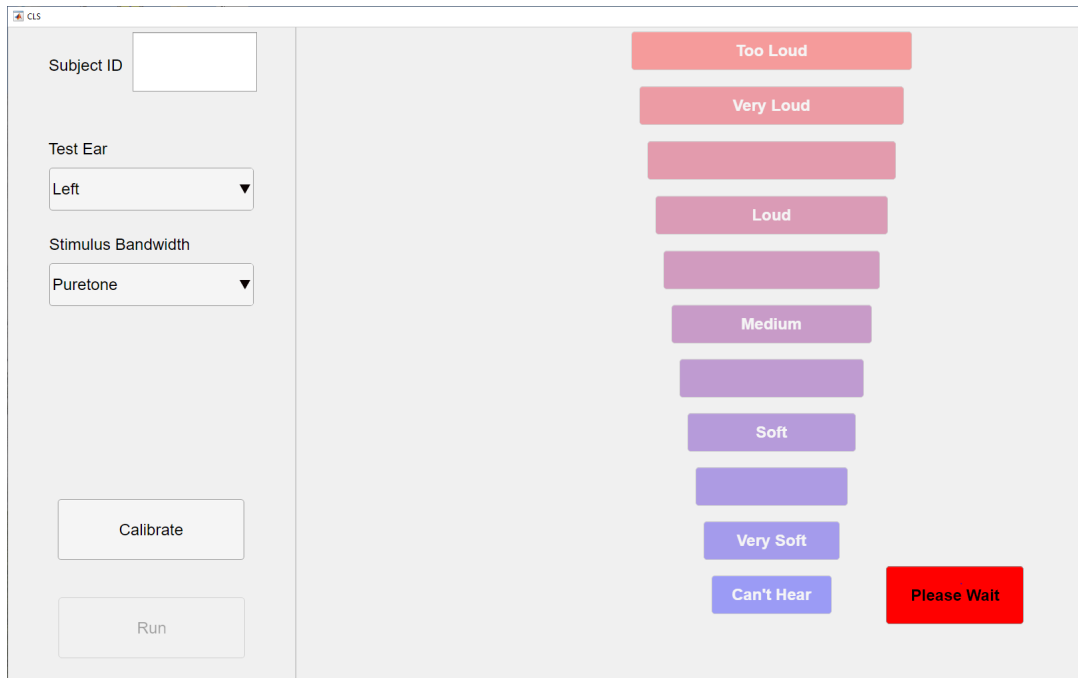 CLS
Subject ID
Test Ear
Left
Stimulus Bandwidth
Puretone
Calibrate
Run
Too Loud
Very Loud
Loud
Medium
Soft
Very Soft
Can't Hear
Please Wait